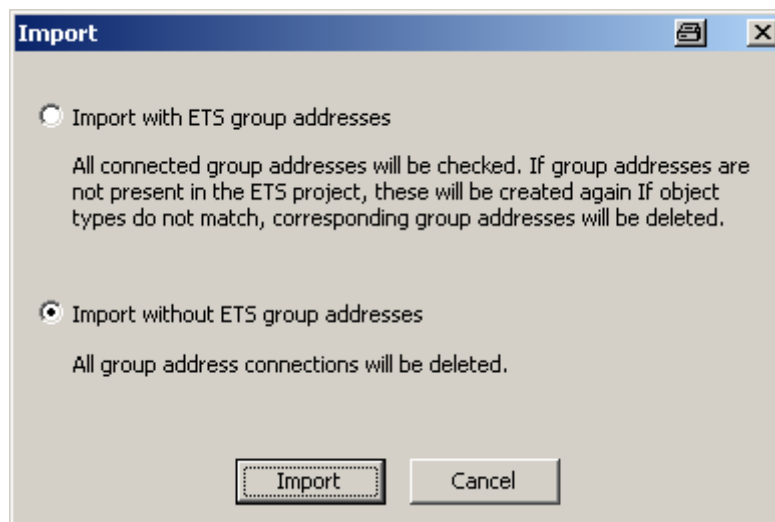 Import
Import with ETS group addresses
All connected group addresses will be checked. If group addresses are
not present in the ETS project, these will be created again If object
types do not match, corresponding group addresses will be deleted.
Import without ETS group addresses
All group address connections will be deleted.
Import
Cancel